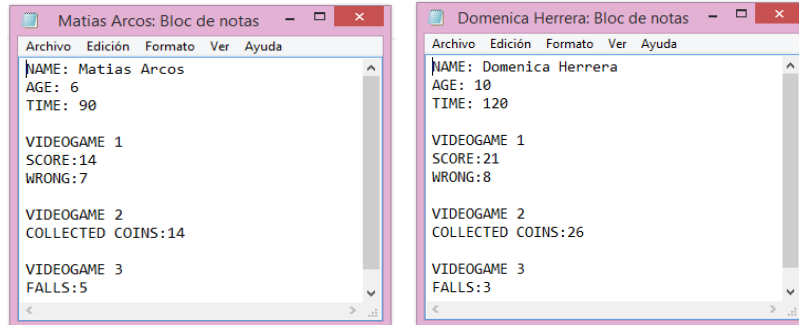 Matias Arcos: Bloc de notas
Archivo Edición Formato Ver Ayuda
NAME: Matias Arcos
AGE: 6
TIME: 90
VIDEOGAME 1
SCORE:14
WRONG:7
VIDEOGAME 2
COLLECTED COINS:14
VIDEOGAME 3
FALLS:5
Domenica Herrera: Bloc de notas
Archivo Edición Formato Ver Ayuda
NAME: Domenica Herrera
AGE: 10
TIME: 120
VIDEOGAME 1
SCORE:21
WRONG:8
VIDEOGAME 2
COLLECTED COINS:26
VIDEOGAME 3
FALLS:3